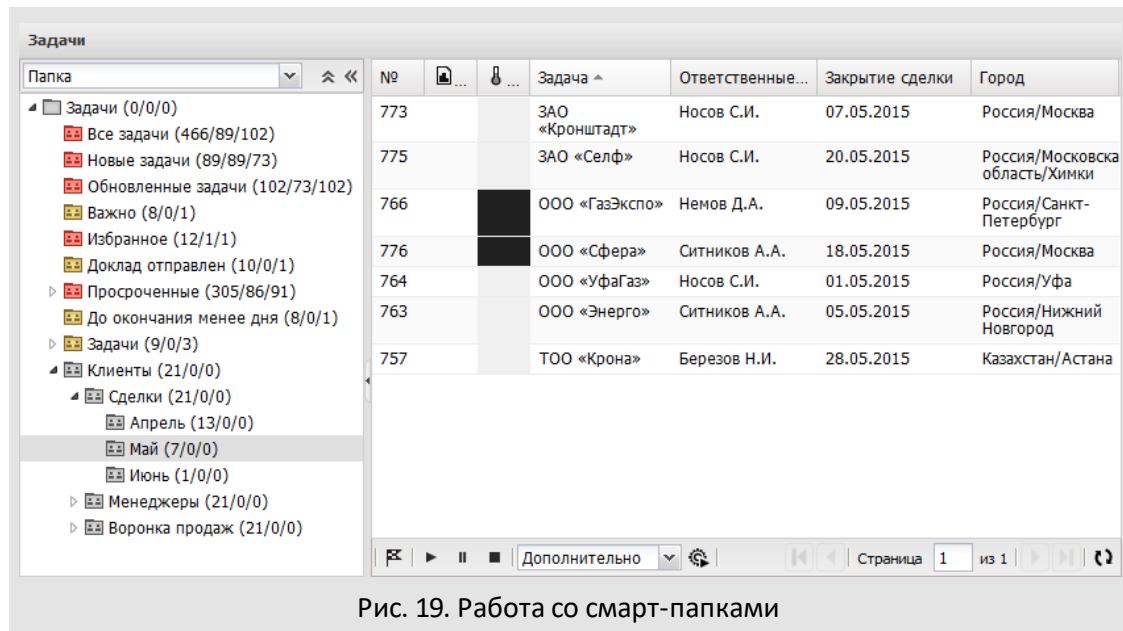 Задачи
Папка
Задачи (0/0/0)
Все задачи (466/89/102)
Новые задачи (89/89/73)
Обновленные задачи (102/73/102)
Важно (8/0/1)
Избранное (12/1/1)
Доклад отправлен (10/0/1)
Просроченные (305/86/91)
До окончания менее дня (8/0/1)
Задачи (9/0/3)
Клиенты (21/0/0)
Сделки (21/0/0)
Апрель (13/0/0)
Май (7/0/0)
Июнь (1/0/0)
Менеджеры (21/0/0)
Воронка продаж (21/0/0)
№ ... ... Задача Ответственные... Закрытие сделки Город
773 ЗАО Носов С.И. 07.05.2015 Россия/Москва
«Кронштадт»
775 ЗАО «Селф» Носов С.И. 20.05.2015 Россия/Московска
область/Химки
766 ООО «ГазЭкспо» Немов Д.А. 09.05.2015 Россия/Санкт-
Петербург
776 ООО «Сфера» Ситников А.А. 18.05.2015 Россия/Москва
764 ООО «УфаГаз» Носов С.И. 01.05.2015 Россия/Уфа
763 ООО «Энерго» Ситников А.А. 05.05.2015 Россия/Нижний
Новгород
757 ТОО «Крона» Березов Н.И. 28.05.2015 Казахстан/Астана
Дополнительно Страница 1 из 1
Рис. 19. Работа со смарт-папками